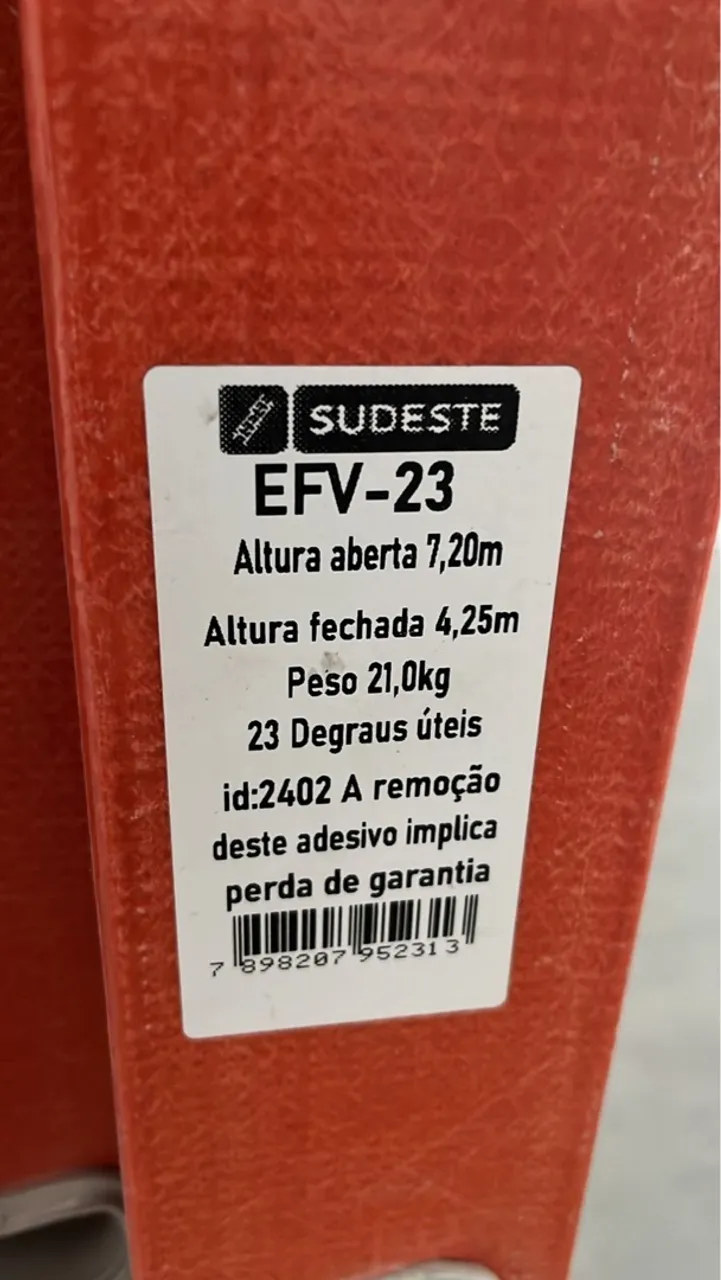 SUDESTE
EFV-23
Altura aberta 7,20m
Altura fechada 4,25m
Peso 21,0kg
23 Degraus úteis
id:2402 A remoção
deste adesivo implica
perda de garantia
7 898207 952313